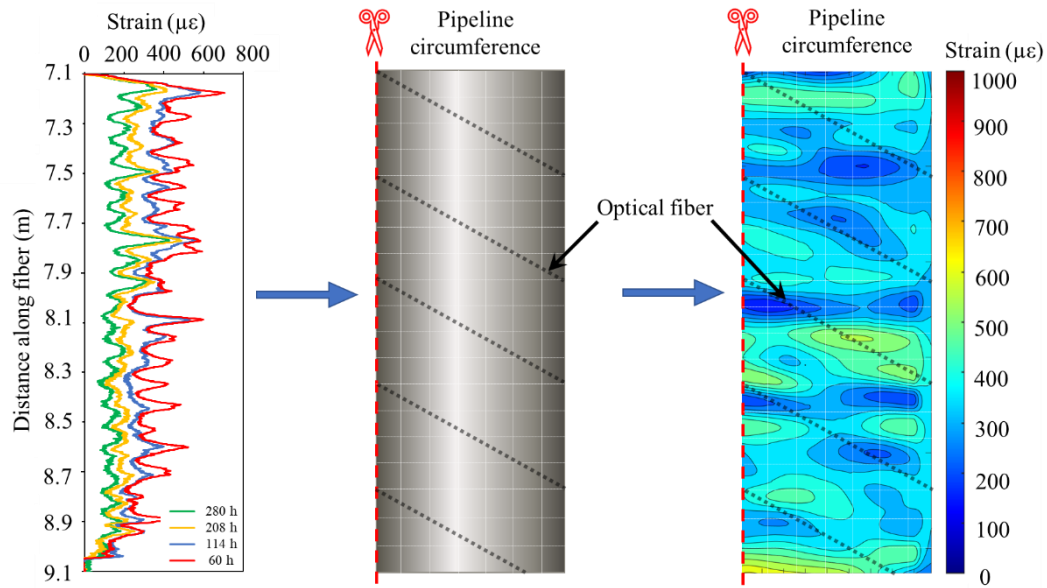 Strain (µε)
0 200 400 600 800
Distance along fiber (m)
7.1
7.3
7.5
7.7
7.9
8.1
8.3
8.5
8.7
8.9
9.1
280 h
208 h
114 h
60 h
Pipeline
circumference
Optical fiber
Pipeline
circumference
Strain (µε)
1000
900
800
700
600
500
400
300
200
100
0